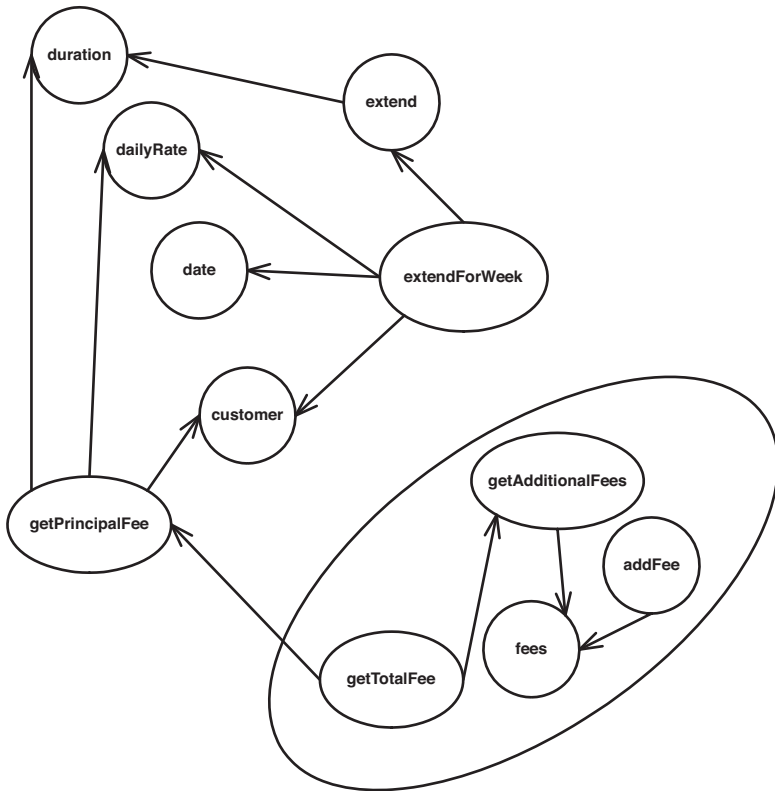 duration
extend
dailyRate
date
extendForWeek
customer
getAdditionalFees
getPrincipalFee
addFee
fees
getTotalFee